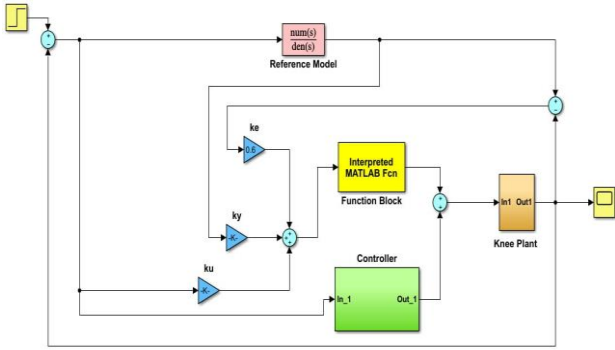 num(s)
den(s)
Reference Model
ke
0.6
Interpreted
MATLAB Fcn
Function Block
In1 Out1
Knee Plant
ky
-K-
Controller
ku
-K-
In_1
Out_1